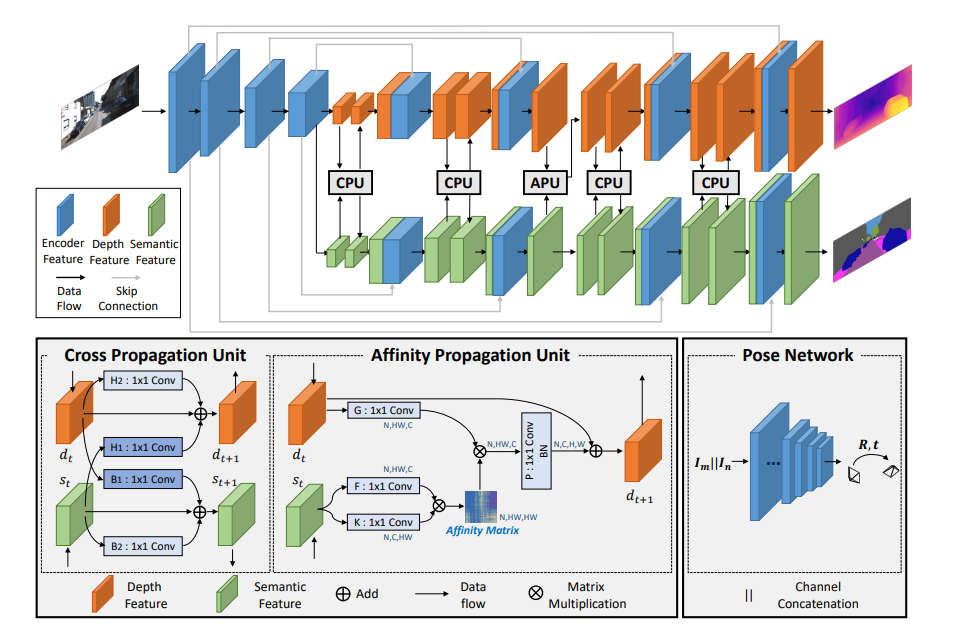 CPU
CPU
APU
CPU
CPU
Encoder Feature
Depth Feature
Semantic Feature
Data Flow
Skip Connection
Cross Propagation Unit
d_t
H2 : 1x1 Conv
d_{t+1}
H1 : 1x1 Conv
s_t
B1 : 1x1 Conv
s_{t+1}
B2 : 1x1 Conv
Affinity Propagation Unit
d_t
G : 1x1 Conv
N,HW,C
s_t
N,HW,C
F : 1x1 Conv
K : 1x1 Conv
N,C,HW
Affinity Matrix
N,HW,HW
N,HW,C
P : 1x1 Conv
BN
N,C,H,W
d_{t+1}
Pose Network
I_m||I_n
...
R, t
Depth Feature
Semantic Feature
Add
Data flow
Matrix Multiplication
|| Channel Concatenation